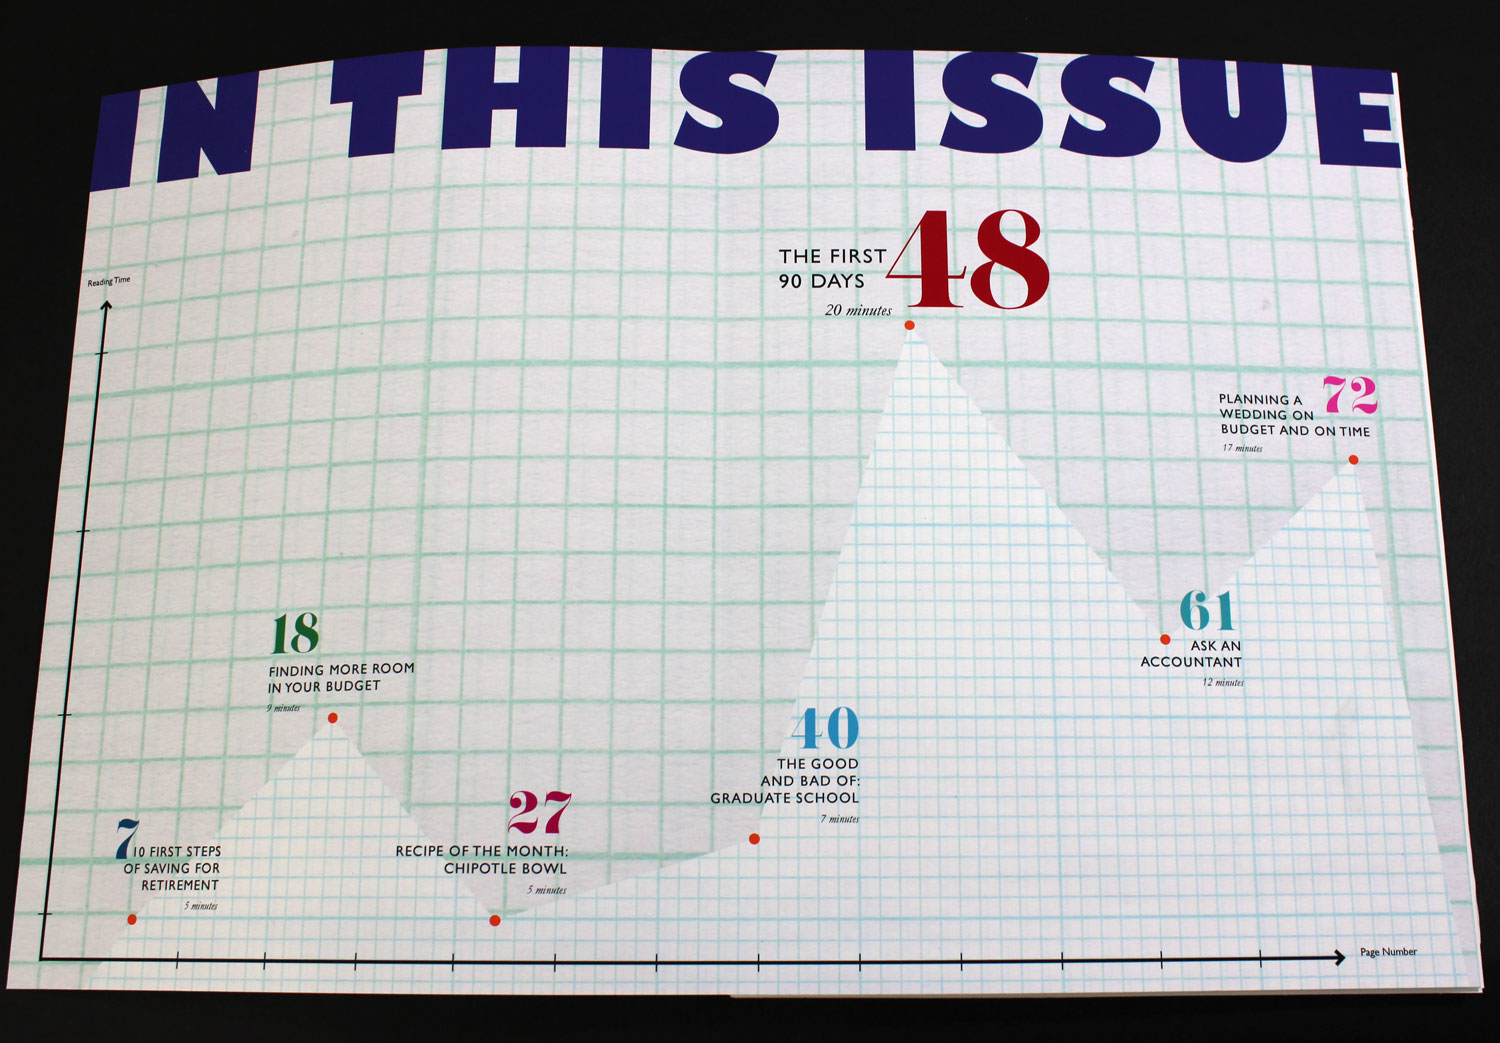 IN THIS ISSUE
Reading Time
THE FIRST
90 DAYS
20 minutes
48
PLANNING A
WEDDING ON
BUDGET AND ON TIME
17 minutes
72
18
FINDING MORE ROOM
IN YOUR BUDGET
9 minutes
61
ASK AN
ACCOUNTANT
12 minutes
40
THE GOOD
AND BAD OF:
GRADUATE SCHOOL
7 minutes
27
RECIPE OF THE MONTH:
CHIPOTLE BOWL
5 minutes
7
10 FIRST STEPS
OF SAVING FOR
RETIREMENT
5 minutes
Page Number